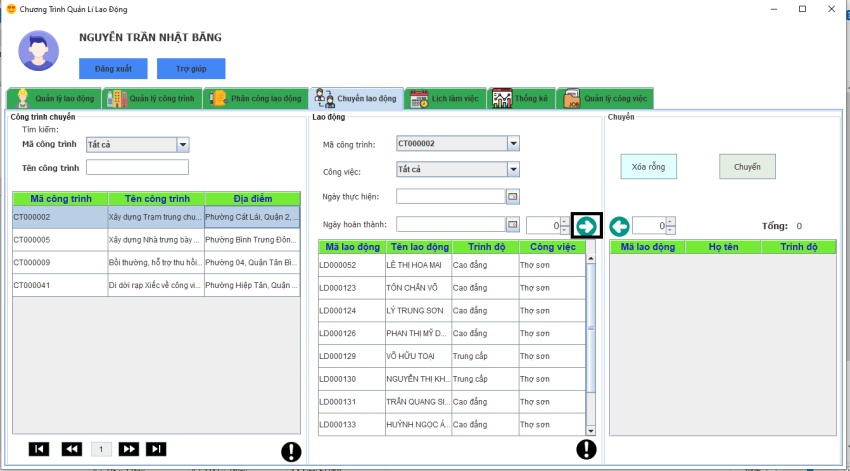 Chương Trình Quản Lí Lao Động
NGUYỄN TRẦN NHẬT BĂNG
Đăng xuất
Trợ giúp
Quản lý lao động
Quản lý công trình
Phân công lao động
Chuyển lao động
Lịch làm việc
Thống kê
Quản lý công việc
Công trình chuyển
Tìm kiếm:
Mã công trình
Tất cả
Tên công trình
Mã công trình Tên công trình Địa điểm
CT000002 Xây dựng Trạm trung chu... Phường Cát Lái, Quận 2, ...
CT000005 Xây dựng Nhà trưng bày ... Phường Bình Trưng Đôn...
CT000009 Bồi thường, hỗ trợ thu hồi... Phường 04, Quận Tân Bì...
CT000041 Di dời rạp Xiếc về công vi... Phường Hiệp Tân, Quận ...
1
Lao động
Mã công trình: CT000002
Công việc: Tất cả
Ngày thực hiện:
Ngày hoàn thành:
0
Mã lao động Tên lao động Trình độ Công việc
LD000052 LÊ THỊ HOA MAI Cao đẳng Thợ sơn
LD000123 TÔN CHẤN VÕ Cao đẳng Thợ sơn
LD000124 LÝ TRUNG SƠN Cao đẳng Thợ sơn
LD000126 PHAN THỊ MỸ D... Cao đẳng Thợ sơn
LD000129 VÕ HỮU TOẠI Trung cấp Thợ sơn
LD000130 NGUYỄN THỊ KH... Trung cấp Thợ sơn
LD000131 TRẦN QUANG SI... Cao đẳng Thợ sơn
LD000133 HUỲNH NGỌC Á... Cao đẳng Thợ sơn
Chuyển
Xóa rỗng
Chuyển
0
Tổng: 0
Mã lao động Họ tên Trình độ